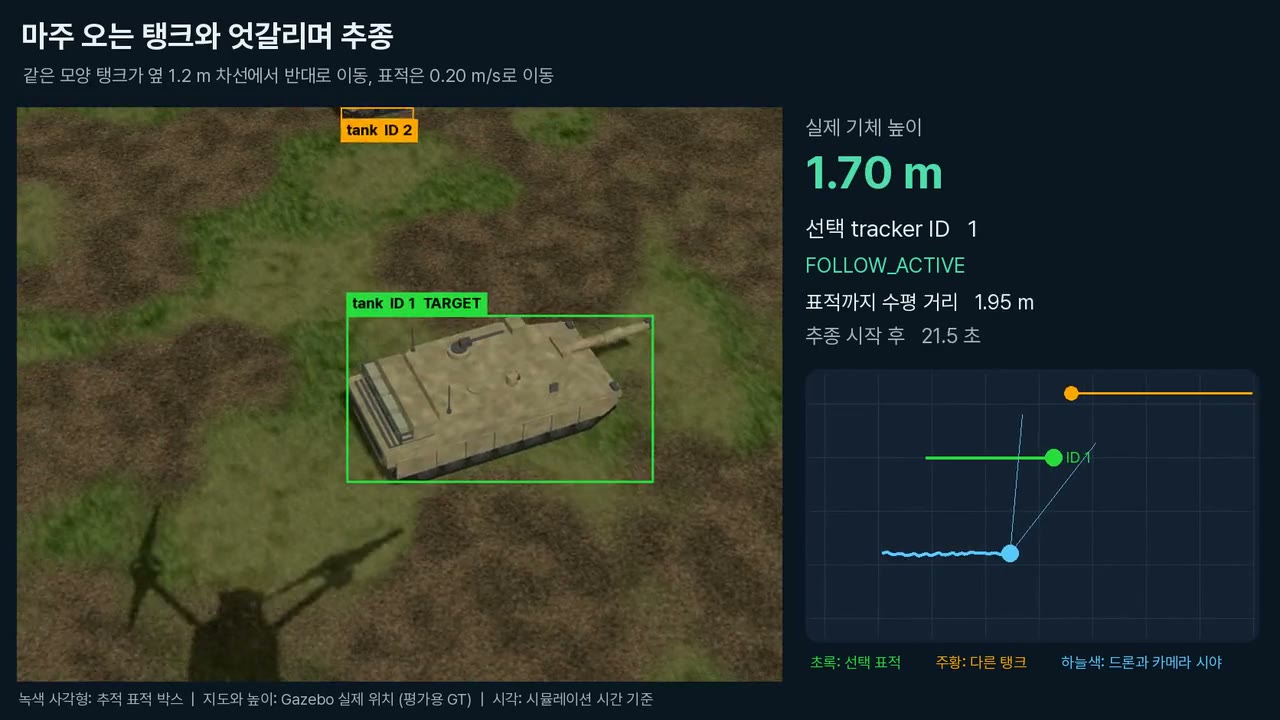 마주 오는 탱크와 엇갈리며 추종
같은 모양 탱크가 옆 1.2 m 차선에서 반대로 이동, 표적은 0.20 m/s로 이동
tank ID 2
tank ID 1 TARGET
실제 기체 높이
1.70 m
선택 tracker ID 1
FOLLOW_ACTIVE
표적까지 수평 거리 1.95 m
추종 시작 후 21.5 초
ID 1
초록: 선택 표적 주황: 다른 탱크 하늘색: 드론과 카메라 시야
녹색 사각형: 추적 표적 박스 | 지도와 높이: Gazebo 실제 위치 (평가용 GT) | 시각: 시뮬레이션 시간 기준